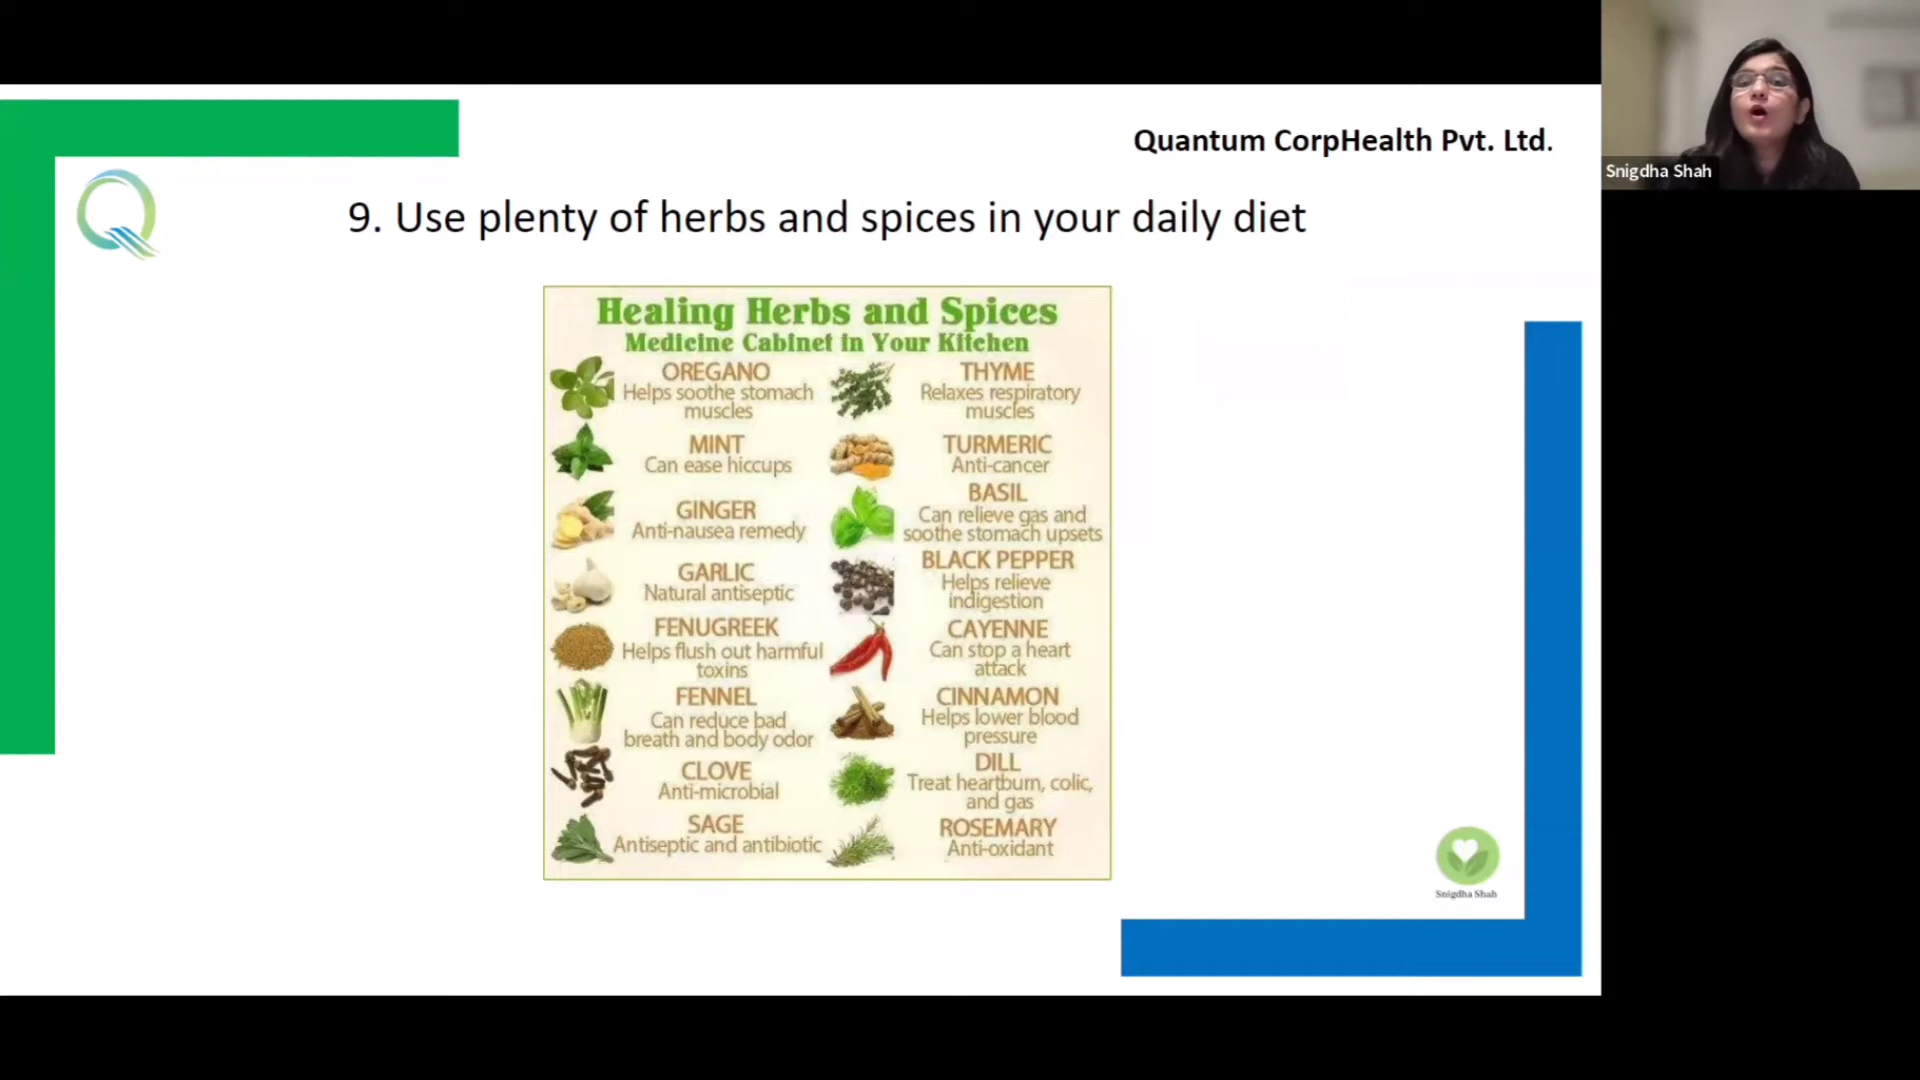 Quantum CorpHealth Pvt. Ltd.
Snigdha Shah
9. Use plenty of herbs and spices in your daily diet
Healing Herbs and Spices
Medicine Cabinet in Your Kitchen
OREGANO
Helps soothe stomach
muscles
THYME
Relaxes respiratory
muscles
MINT
Can ease hiccups
TURMERIC
Anti-cancer
GINGER
Anti-nausea remedy
BASIL
Can relieve gas and
soothe stomach upsets
GARLIC
Natural antiseptic
BLACK PEPPER
Helps relieve
indigestion
FENUGREEK
Helps flush out harmful
toxins
CAYENNE
Can stop a heart
attack
FENNEL
Can reduce bad
breath and body odor
CINNAMON
Helps lower blood
pressure
CLOVE
Anti-microbial
DILL
Treat heartburn, colic,
and gas
SAGE
Antiseptic and antibiotic
ROSEMARY
Anti-oxidant
Snigdha Shah